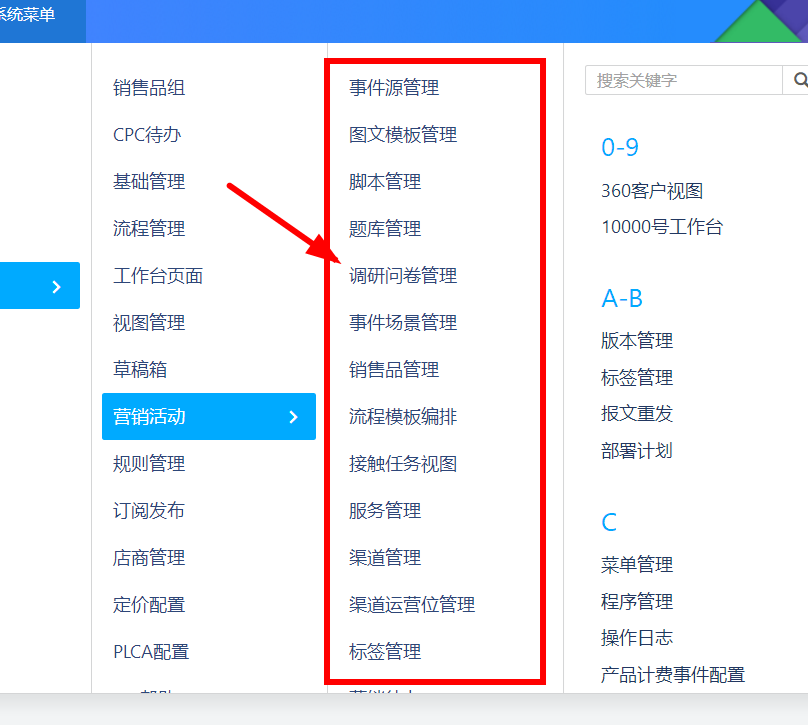 系统菜单
销售品组
CPC待办
基础管理
流程管理
工作台页面
视图管理
草稿箱
营销活动
规则管理
订阅发布
店商管理
定价配置
PLCA配置
事件源管理
图文模板管理
脚本管理
题库管理
调研问卷管理
事件场景管理
销售品管理
流程模板编排
接触任务视图
服务管理
渠道管理
渠道运营位管理
标签管理
搜索关键字
0-9
360客户视图
10000号工作台
A-B
版本管理
标签管理
报文重发
部署计划
C
菜单管理
程序管理
操作日志
产品计费事件配置